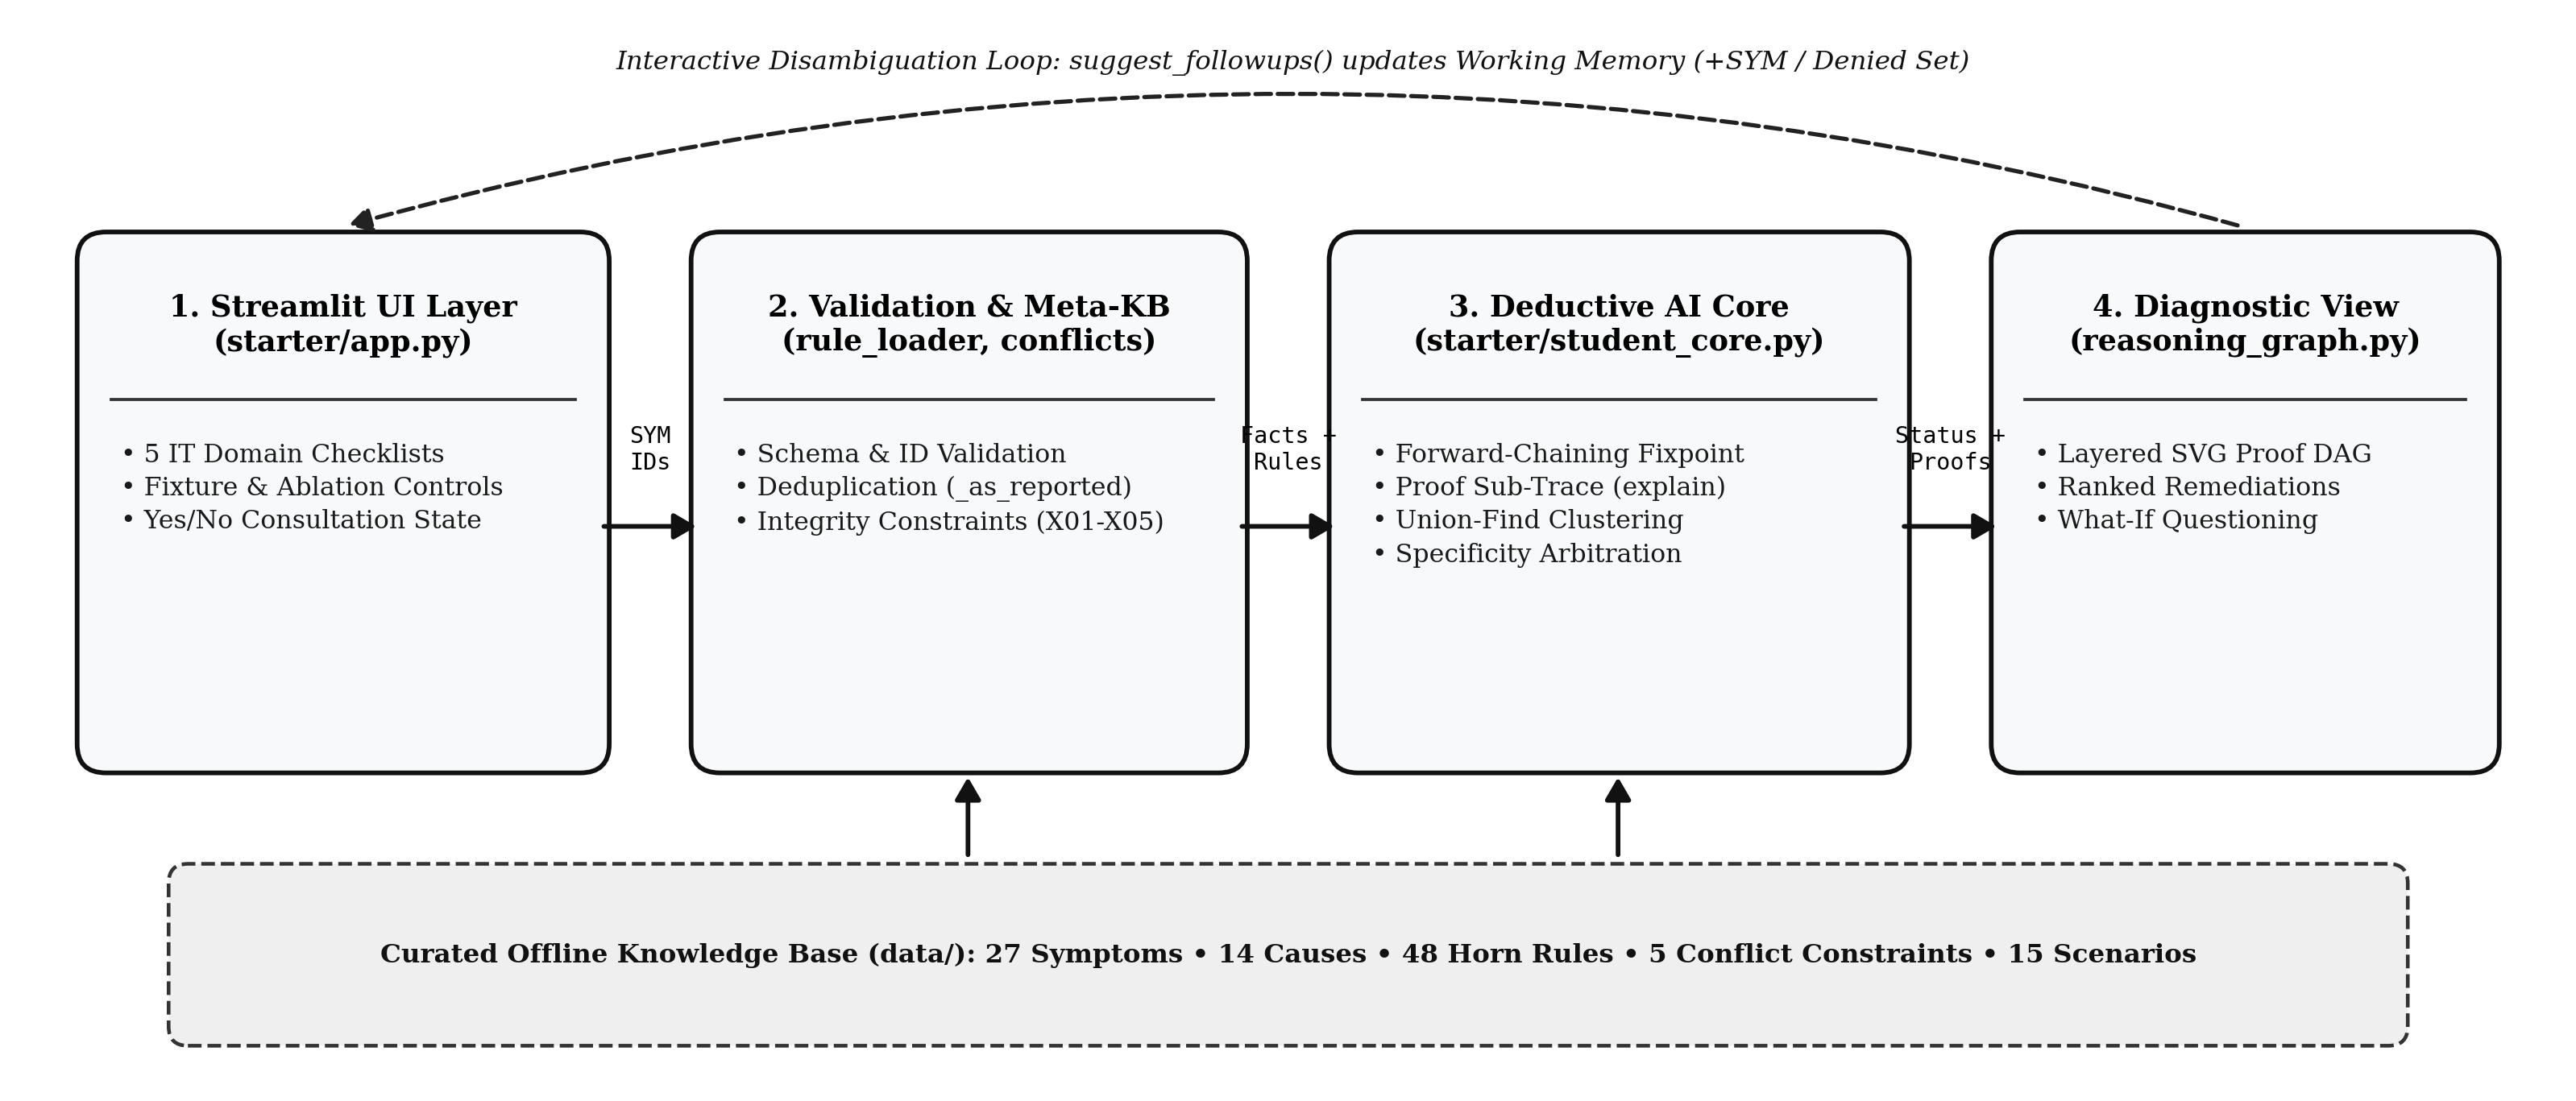 Interactive Disambiguation Loop: suggest_followups() updates Working Memory (+SYM / Denied Set)
1. Streamlit UI Layer
(starter/app.py)
• 5 IT Domain Checklists
• Fixture & Ablation Controls
• Yes/No Consultation State
SYM
IDs
2. Validation & Meta-KB
(rule_loader, conflicts)
• Schema & ID Validation
• Deduplication (_as_reported)
• Integrity Constraints (X01-X05)
Facts +
Rules
3. Deductive AI Core
(starter/student_core.py)
• Forward-Chaining Fixpoint
• Proof Sub-Trace (explain)
• Union-Find Clustering
• Specificity Arbitration
Status +
Proofs
4. Diagnostic View
(reasoning_graph.py)
• Layered SVG Proof DAG
• Ranked Remediations
• What-If Questioning
Curated Offline Knowledge Base (data/): 27 Symptoms • 14 Causes • 48 Horn Rules • 5 Conflict Constraints • 15 Scenarios